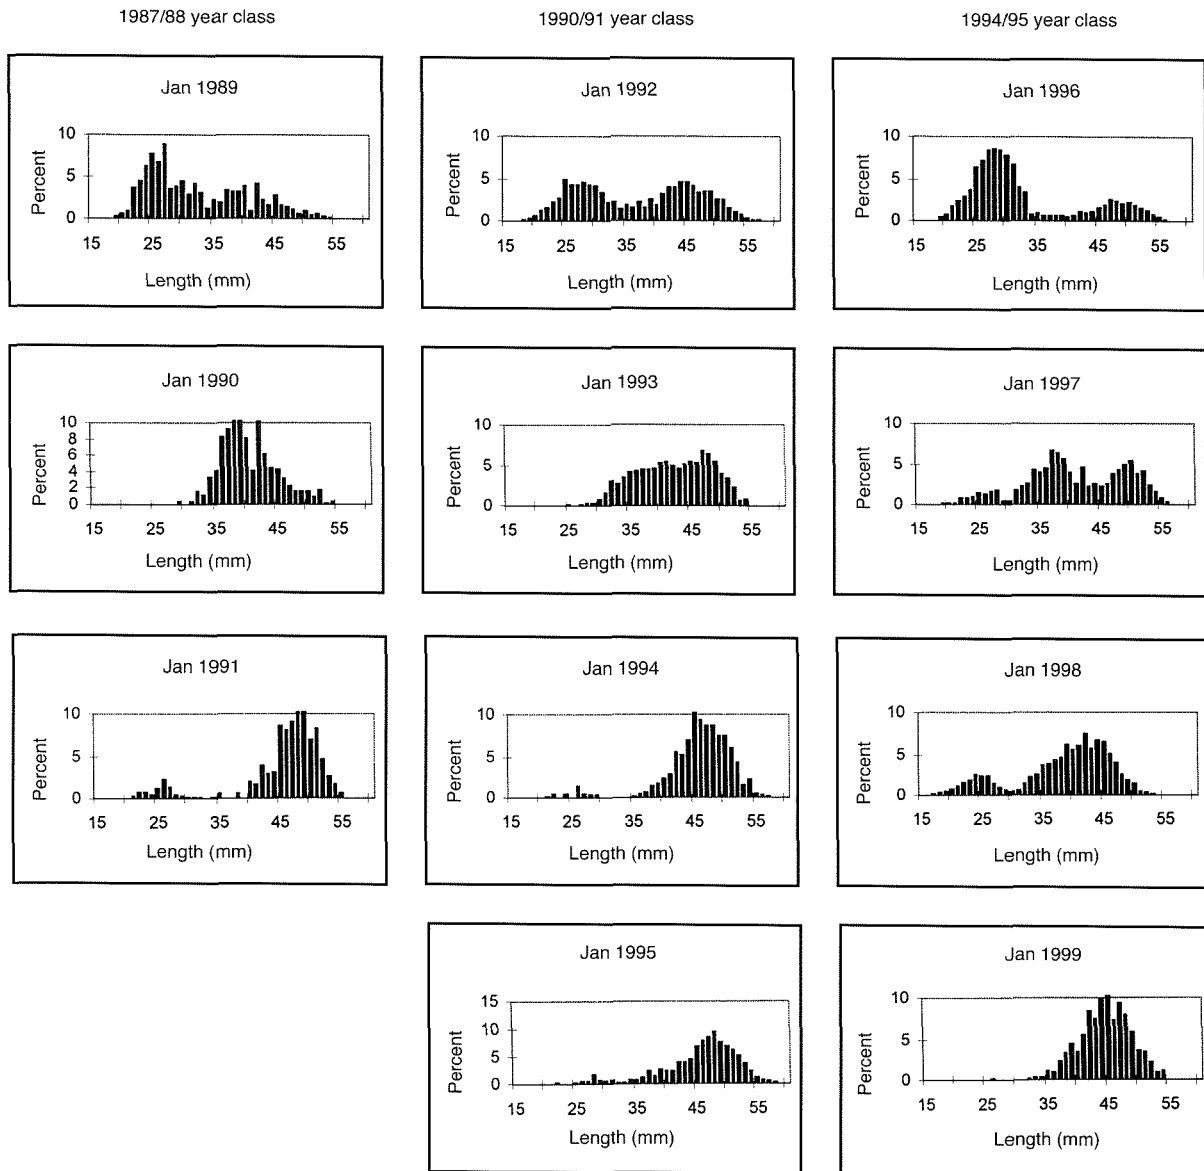 1987/88 year class
1990/91 year class
1994/95 year class
Jan 1989
10
5
0
Percent
15 25 35 45 55
Length (mm)
Jan 1992
10
5
0
Percent
15 25 35 45 55
Length (mm)
Jan 1996
10
5
0
Percent
15 25 35 45 55
Length (mm)
Jan 1990
10
8
6
4
2
0
Percent
15 25 35 45 55
Length (mm)
Jan 1993
10
5
0
Percent
15 25 35 45 55
Length (mm)
Jan 1997
10
5
0
Percent
15 25 35 45 55
Length (mm)
Jan 1991
10
5
0
Percent
15 25 35 45 55
Length (mm)
Jan 1994
10
5
0
Percent
15 25 35 45 55
Length (mm)
Jan 1998
10
5
0
Percent
15 25 35 45 55
Length (mm)
Jan 1995
15
10
5
0
Percent
15 25 35 45 55
Length (mm)
Jan 1999
10
5
0
Percent
15 25 35 45 55
Length (mm)